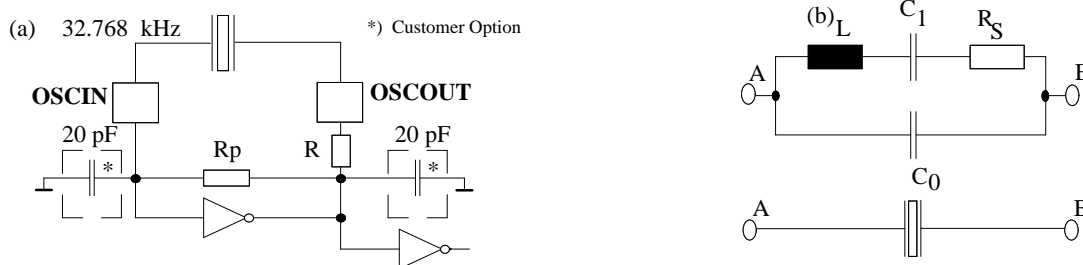 (a) 32.768 kHz
*) Customer Option
OSCIN
OSCOUT
20 pF
Rp
R
20 pF
*
*
(b)
C1
L
RS
A
B
C0
A
B